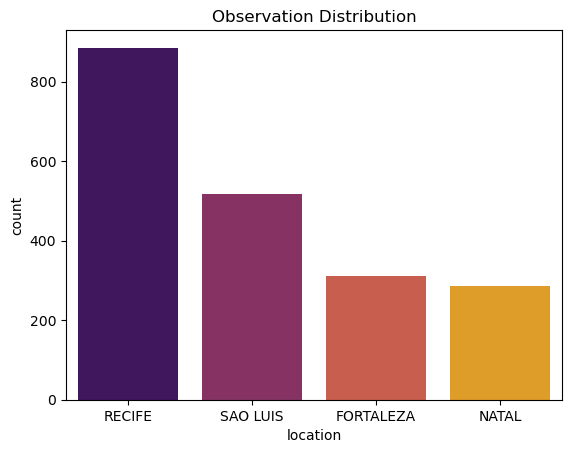 Observation Distribution
800
600
400
200
0
count
RECIFE SAO LUIS FORTALEZA NATAL
location